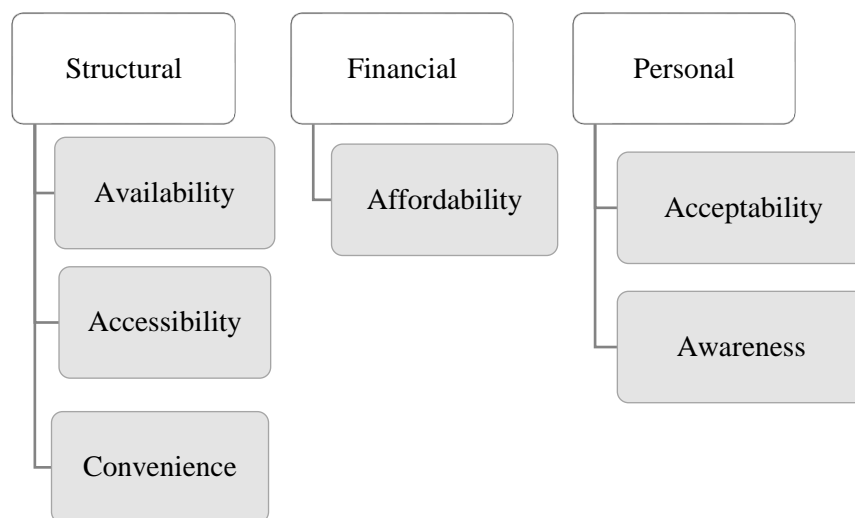 Structural
Availability
Accessibility
Convenience
Financial
Affordability
Personal
Acceptability
Awareness